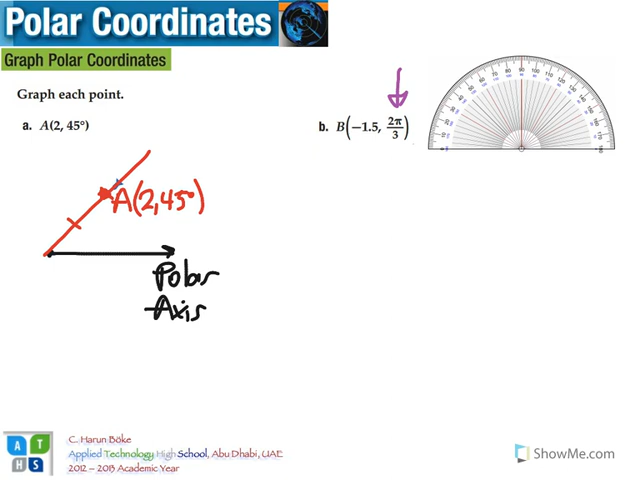 Polar Coordinates
Graph Polar Coordinates
Graph each point.
a. A(2, 45°)
b. B(−1.5, 2π/3)
A(2,45°)
Polar
Axis
A T
H S
C. Harun Böke
Applied Technology High School, Abu Dhabi, UAE
2012 – 2013 Academic Year
ShowMe.com